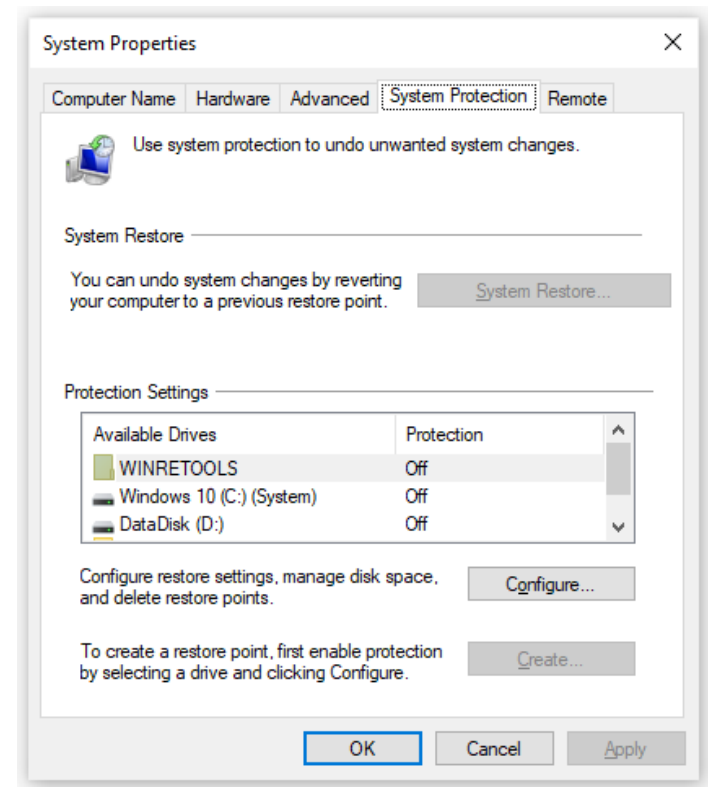 System Properties
Computer Name Hardware Advanced System Protection Remote
Use system protection to undo unwanted system changes.
System Restore
You can undo system changes by reverting
your computer to a previous restore point.
System Restore...
Protection Settings
Available Drives Protection
WINRETOOLS Off
Windows 10 (C:) (System) Off
DataDisk (D:) Off
Configure restore settings, manage disk space,
and delete restore points.
Configure...
To create a restore point, first enable protection
by selecting a drive and clicking Configure.
Create...
OK Cancel Apply